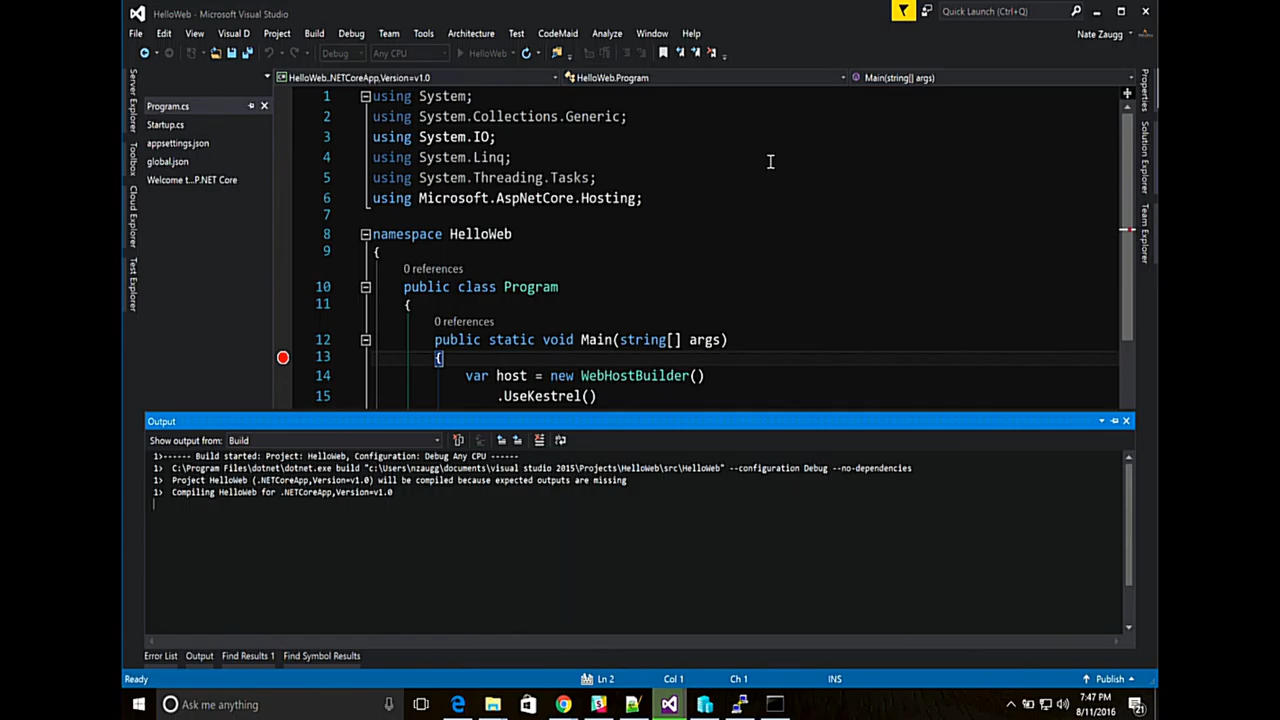 HelloWeb - Microsoft Visual Studio
Quick Launch (Ctrl+Q)
File Edit View Visual D Project Build Debug Team Tools Architecture Test CodeMaid Analyze Window Help
Nate Zaugg
Debug Any CPU HelloWeb
Server Explorer
Toolbox
Cloud Explorer
Test Explorer
Program.cs
Startup.cs
appsettings.json
global.json
Welcome t...P.NET Core
HelloWeb..NETCoreApp,Version=v1.0 HelloWeb.Program Main(string[] args)
1 using System;
2 using System.Collections.Generic;
3 using System.IO;
4 using System.Linq;
5 using System.Threading.Tasks;
6 using Microsoft.AspNetCore.Hosting;
7
8 namespace HelloWeb
9 {
0 references
10 public class Program
11 {
0 references
12 public static void Main(string[] args)
13 {
14 var host = new WebHostBuilder()
15 .UseKestrel()
Properties
Solution Explorer
Team Explorer
Output
Show output from: Build
1>------ Build started: Project: HelloWeb, Configuration: Debug Any CPU ------
1> C:\Program Files\dotnet\dotnet.exe build "c:\users\nzaugg\documents\visual studio 2015\Projects\HelloWeb\src\HelloWeb" --configuration Debug --no-dependencies
1> Project HelloWeb (.NETCoreApp,Version=v1.0) will be compiled because expected outputs are missing
1> Compiling HelloWeb for .NETCoreApp,Version=v1.0
Error List Output Find Results 1 Find Symbol Results
Ready Ln 2 Col 1 Ch 1 INS Publish
Ask me anything
7:47 PM
8/11/2016
21